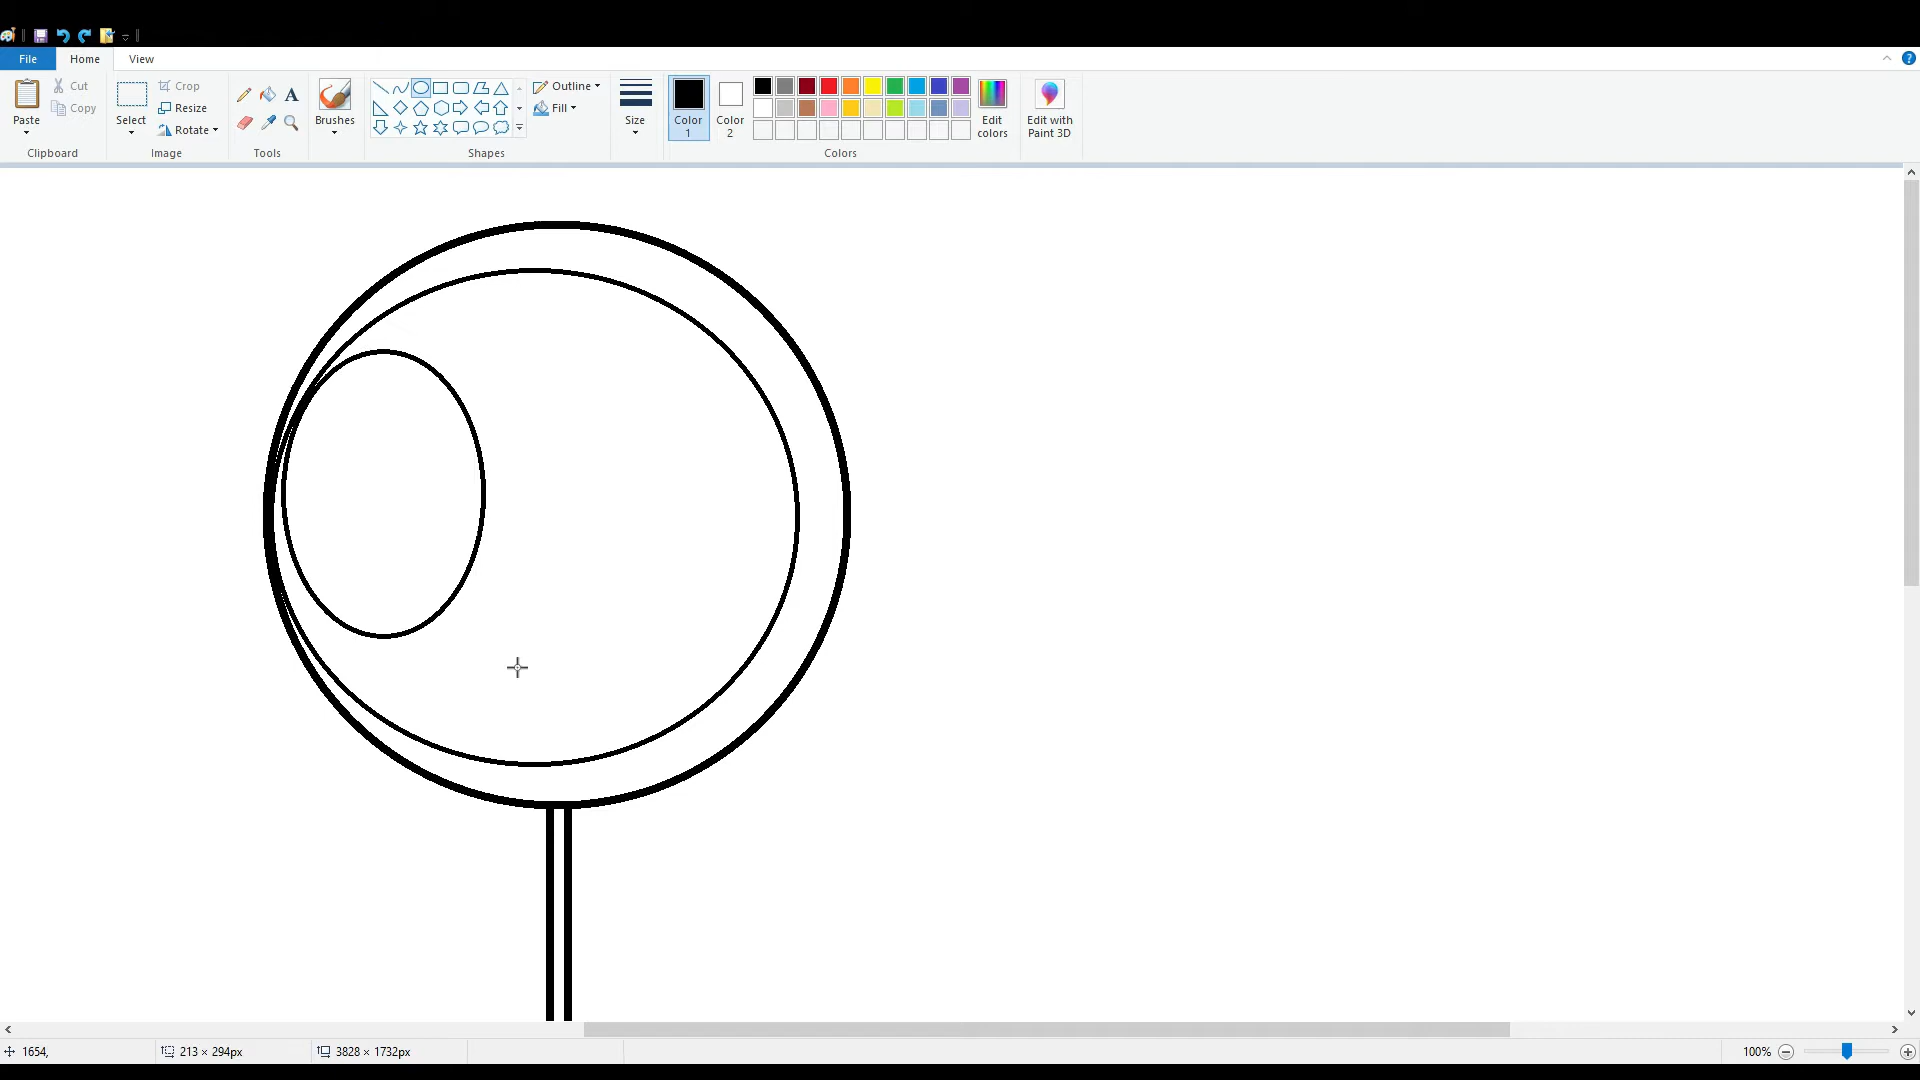 File Home View
Paste
Cut
Copy
Clipboard
Select
Crop
Resize
Rotate
Image
A
Tools
Brushes
Outline
Fill
Shapes
Size
Color
1
Color
2
Edit
colors
Colors
Edit with
Paint 3D
?
1654,
213 × 294px
3828 × 1732px
100%